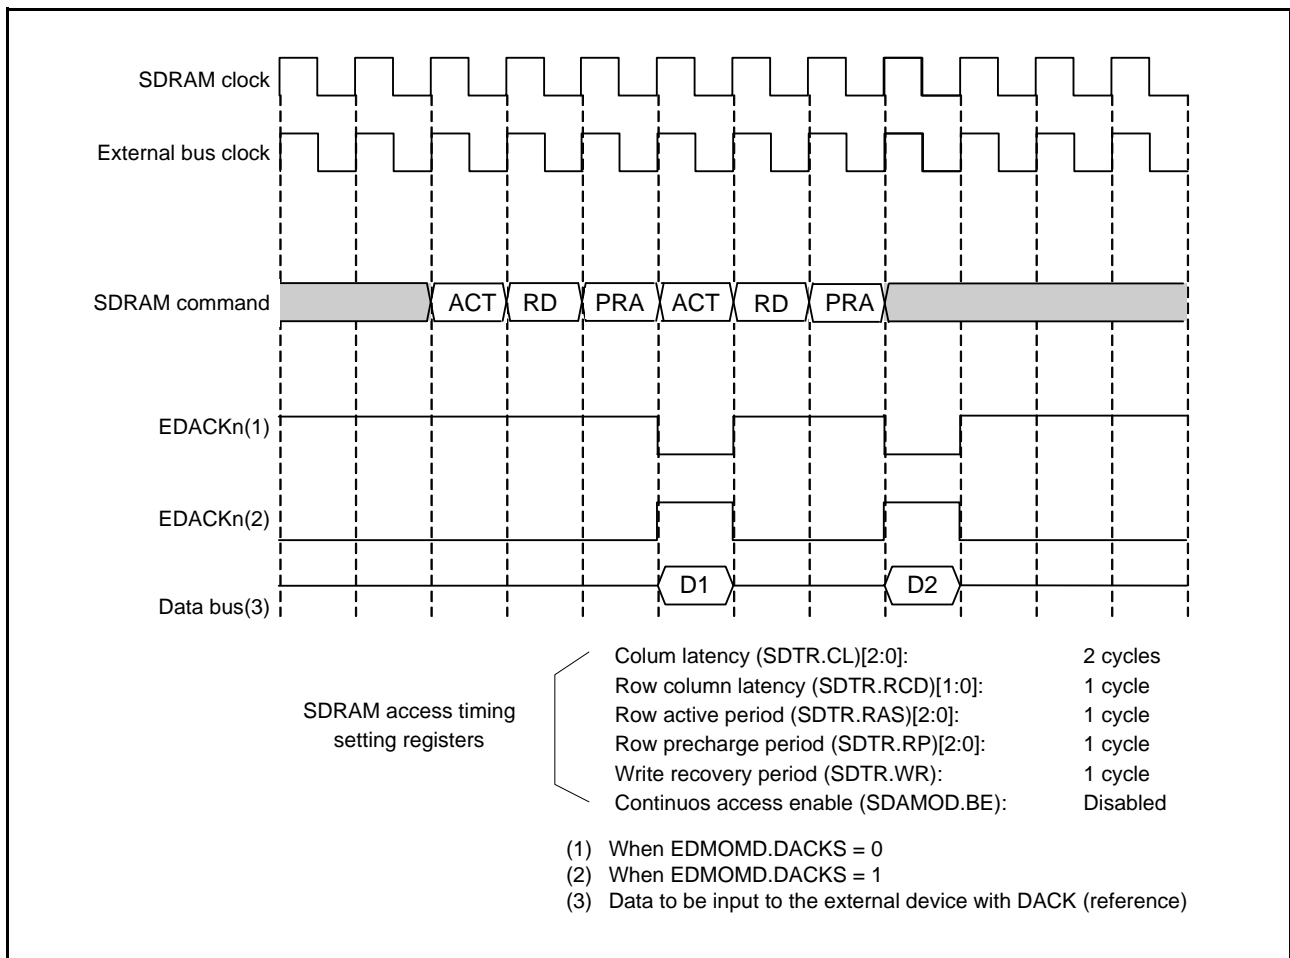 SDRAM clock
External bus clock
SDRAM command
ACT RD PRA ACT RD PRA
EDACKn(1)
EDACKn(2)
D1 D2
Data bus(3)
SDRAM access timing
setting registers
Colum latency (SDTR.CL)[2:0]: 2 cycles
Row column latency (SDTR.RCD)[1:0]: 1 cycle
Row active period (SDTR.RAS)[2:0]: 1 cycle
Row precharge period (SDTR.RP)[2:0]: 1 cycle
Write recovery period (SDTR.WR): 1 cycle
Continuos access enable (SDAMOD.BE): Disabled
(1) When EDMOMD.DACKS = 0
(2) When EDMOMD.DACKS = 1
(3) Data to be input to the external device with DACK (reference)